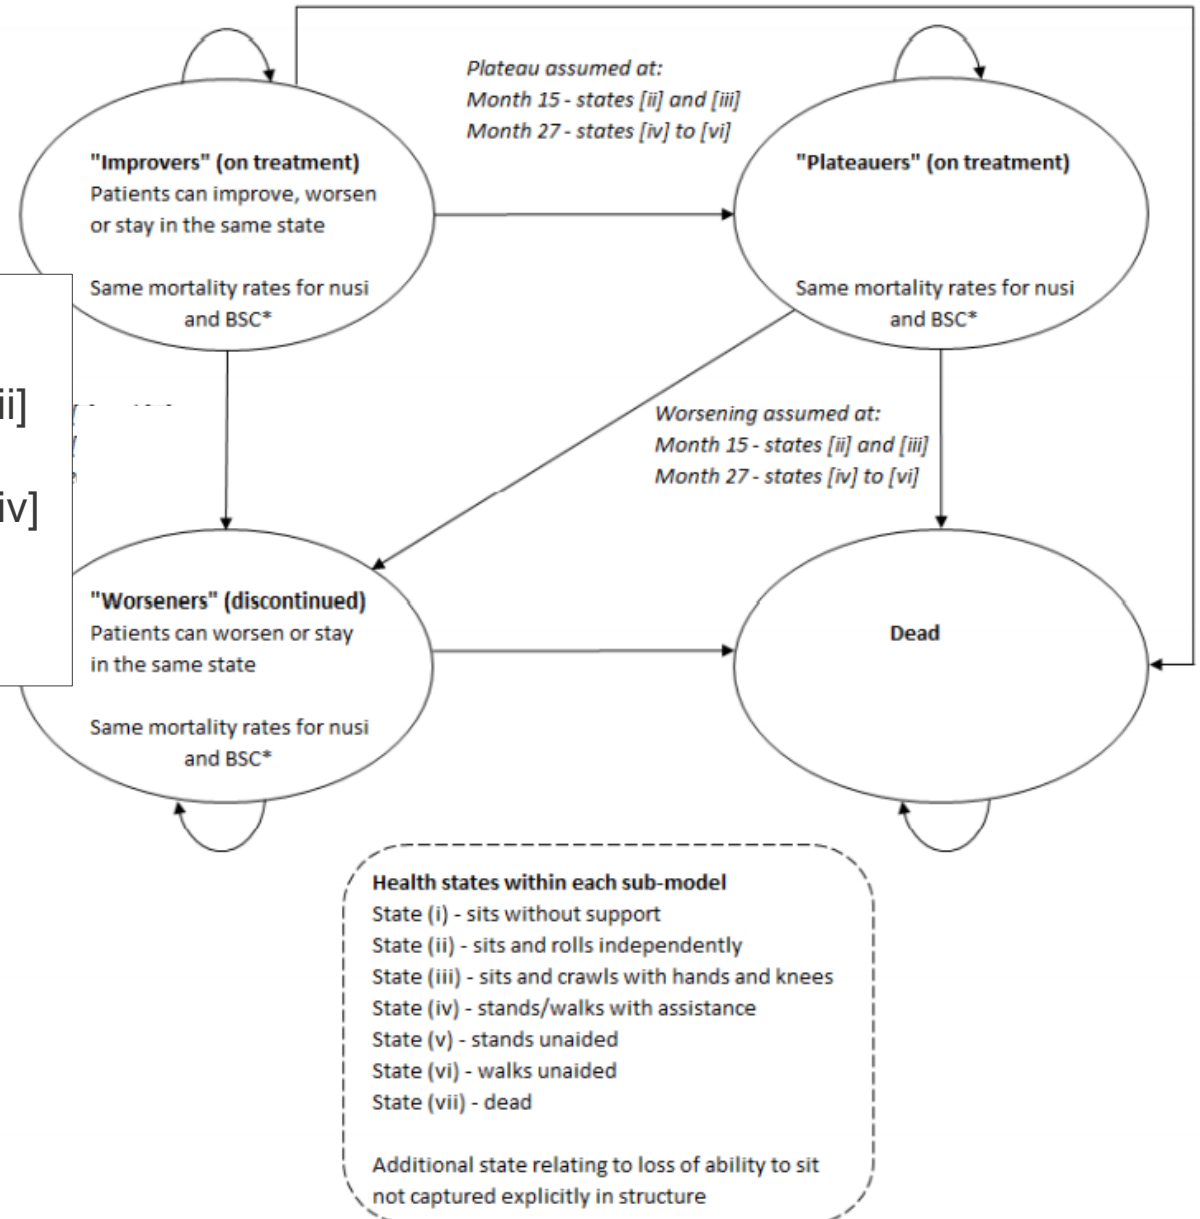 Plateau assumed at:
Month 15 - states [ii] and [iii]
Month 27 - states [iv] to [vi]
"Improvers" (on treatment)
Patients can improve, worsen
or stay in the same state
Same mortality rates for nusi
and BSC*
"Plateauers" (on treatment)
Same mortality rates for nusi
and BSC*
ii]
iv]
Worsening assumed at:
Month 15 - states [ii] and [iii]
Month 27 - states [iv] to [vi]
"Worseners" (discontinued)
Patients can worsen or stay
in the same state
Same mortality rates for nusi
and BSC*
Dead
Health states within each sub-model
State (i) - sits without support
State (ii) - sits and rolls independently
State (iii) - sits and crawls with hands and knees
State (iv) - stands/walks with assistance
State (v) - stands unaided
State (vi) - walks unaided
State (vii) - dead
Additional state relating to loss of ability to sit
not captured explicitly in structure